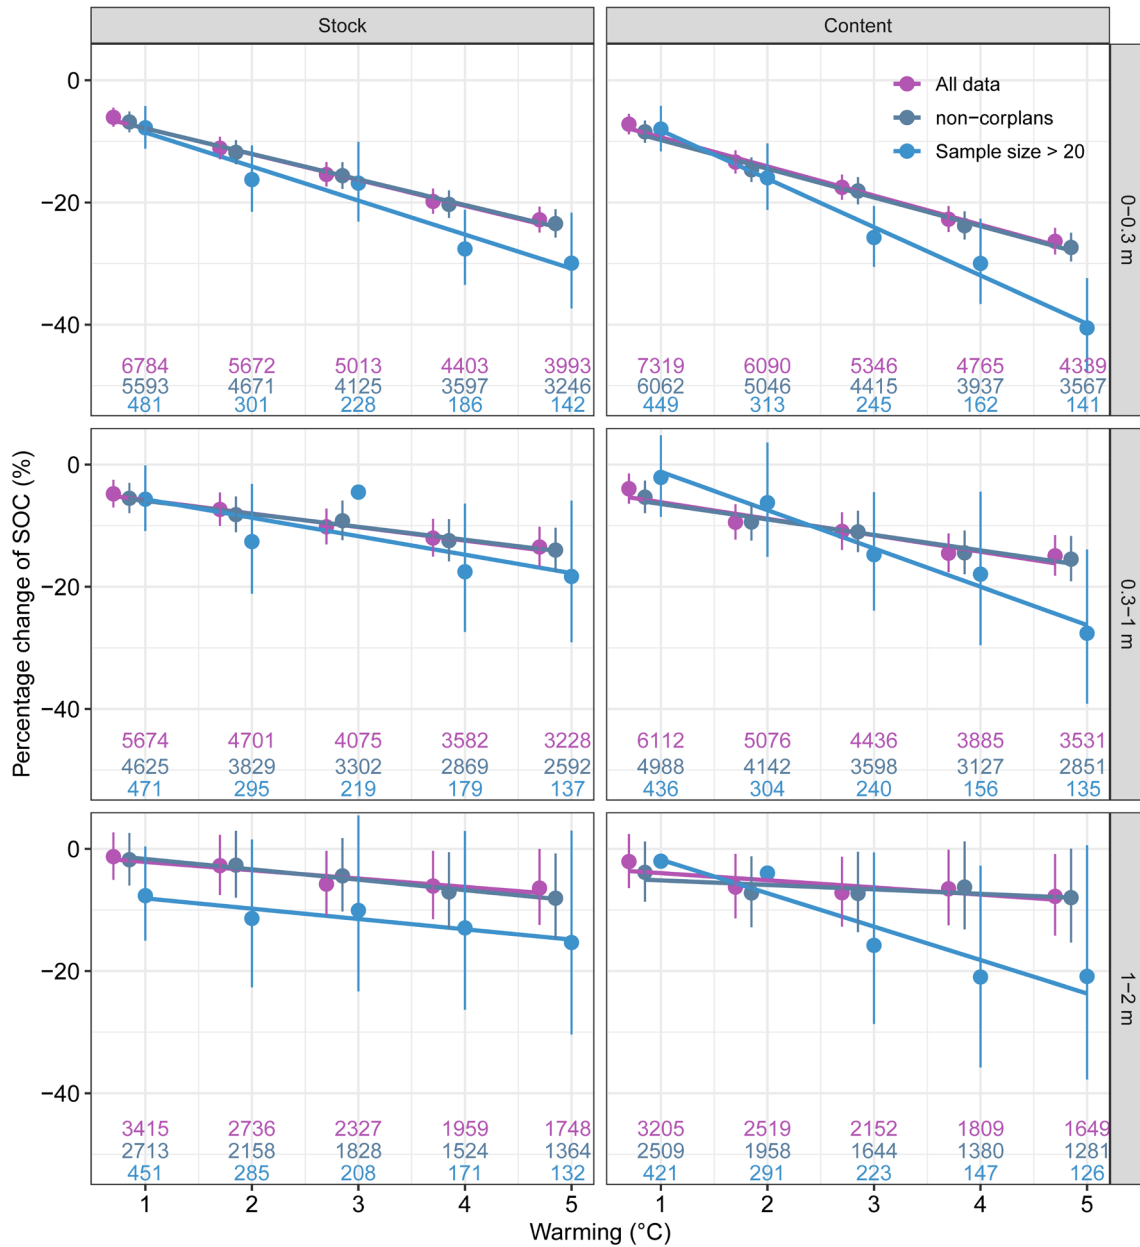 Stock
Content
All data
non−corplans
Sample size > 20
0
−20
−40
6784 5672 5013 4403 3993
5593 4671 4125 3597 3246
481 301 228 186 142
7319 6090 5346 4765 4339
6062 5046 4415 3937 3567
449 313 245 162 141
0−0.3 m
Percentage change of SOC (%)
0
−20
−40
5674 4701 4075 3582 3228
4625 3829 3302 2869 2592
471 295 219 179 137
6112 5076 4436 3885 3531
4988 4142 3598 3127 2851
436 304 240 156 135
0.3−1 m
0
−20
−40
3415 2736 2327 1959 1748
2713 2158 1828 1524 1364
451 285 208 171 132
3205 2519 2152 1809 1649
2509 1958 1644 1380 1281
421 291 223 147 126
1−2 m
1 2 3 4 5
1 2 3 4 5
Warming (°C)